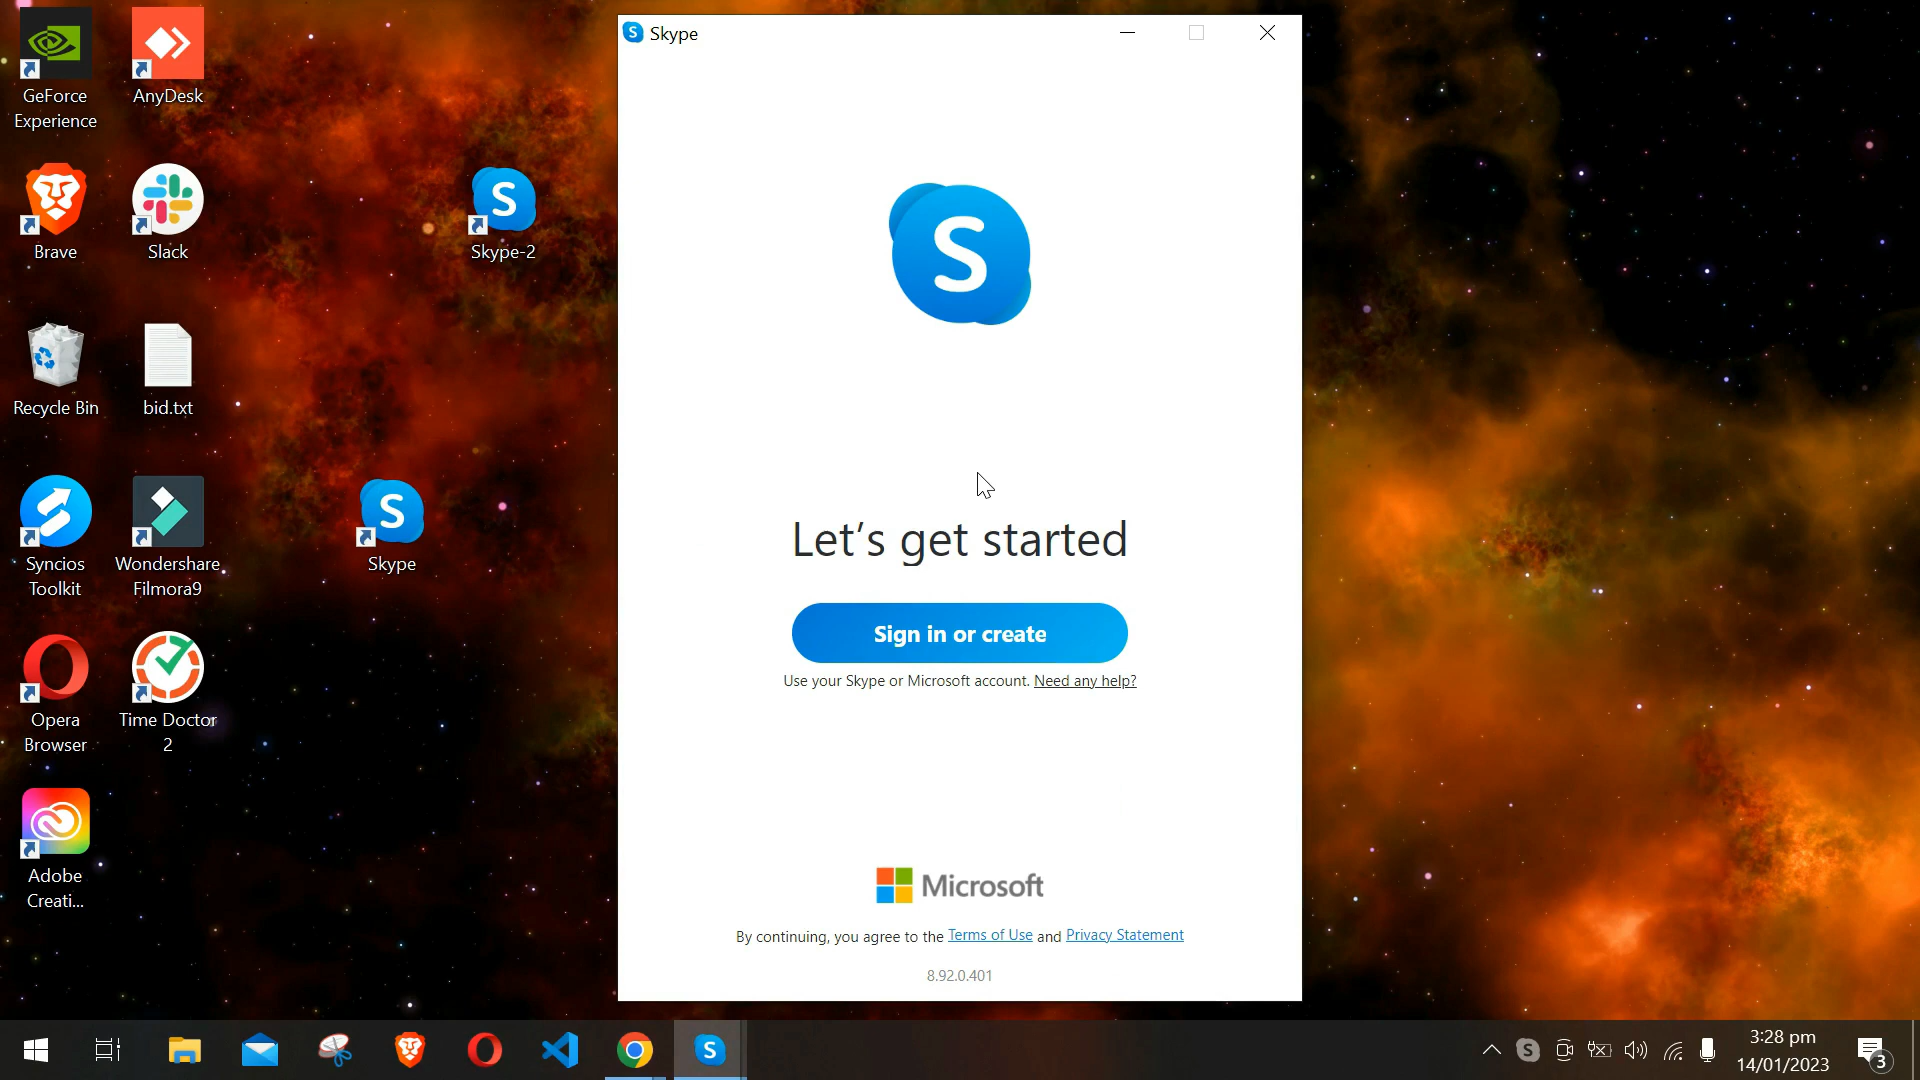 GeForce
Experience
AnyDesk
Brave
Slack
Skype-2
Recycle Bin
bid.txt
Syncios
Toolkit
Wondershare
Filmora9
Skype
Opera
Browser
Time Doctor
2
Adobe
Creati...
Skype
S
Let's get started
Sign in or create
Use your Skype or Microsoft account. Need any help?
Microsoft
By continuing, you agree to the Terms of Use and Privacy Statement
8.92.0.401
3:28 pm
14/01/2023
3